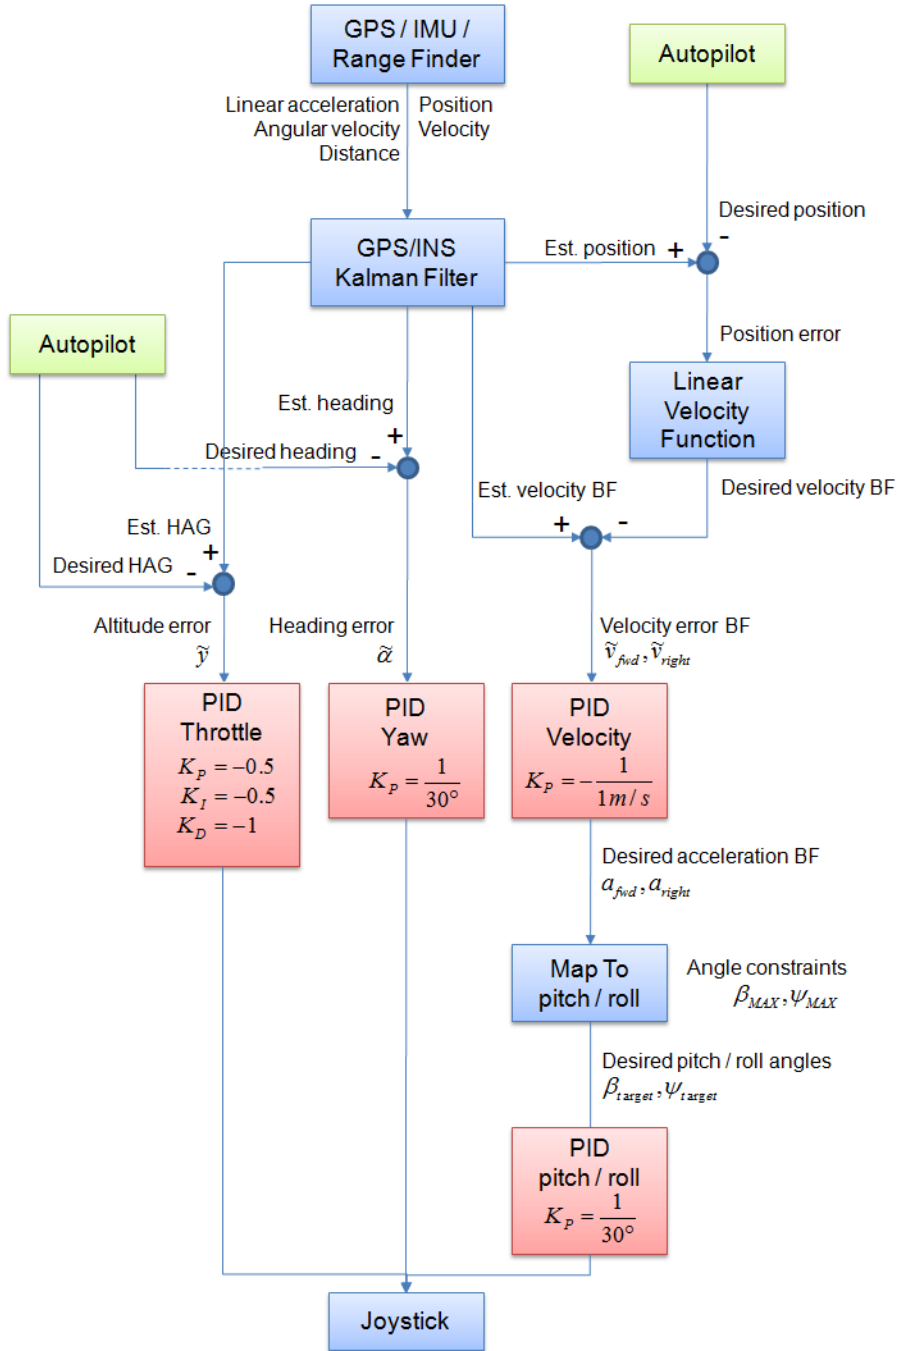 GPS / IMU /
Range Finder
Autopilot
Linear acceleration
Angular velocity
Distance
Position
Velocity
Desired position
-
GPS/INS
Kalman Filter
Est. position +
Autopilot
Position error
Linear
Velocity
Function
Est. heading
+
Desired heading -
Est. velocity BF
Desired velocity BF
+ -
Est. HAG
+
Desired HAG -
Altitude error
ỹ
Heading error
α̃
Velocity error BF
ṽ_fwd, ṽ_right
PID
Throttle
K_P = -0.5
K_I = -0.5
K_D = -1
PID
Yaw
K_P = 1/30°
PID
Velocity
K_P = - 1/1m/s
Desired acceleration BF
a_fwd, a_right
Map To
pitch / roll
Angle constraints
β_MAX, ψ_MAX
Desired pitch / roll angles
β_target, ψ_target
PID
pitch / roll
K_P = 1/30°
Joystick